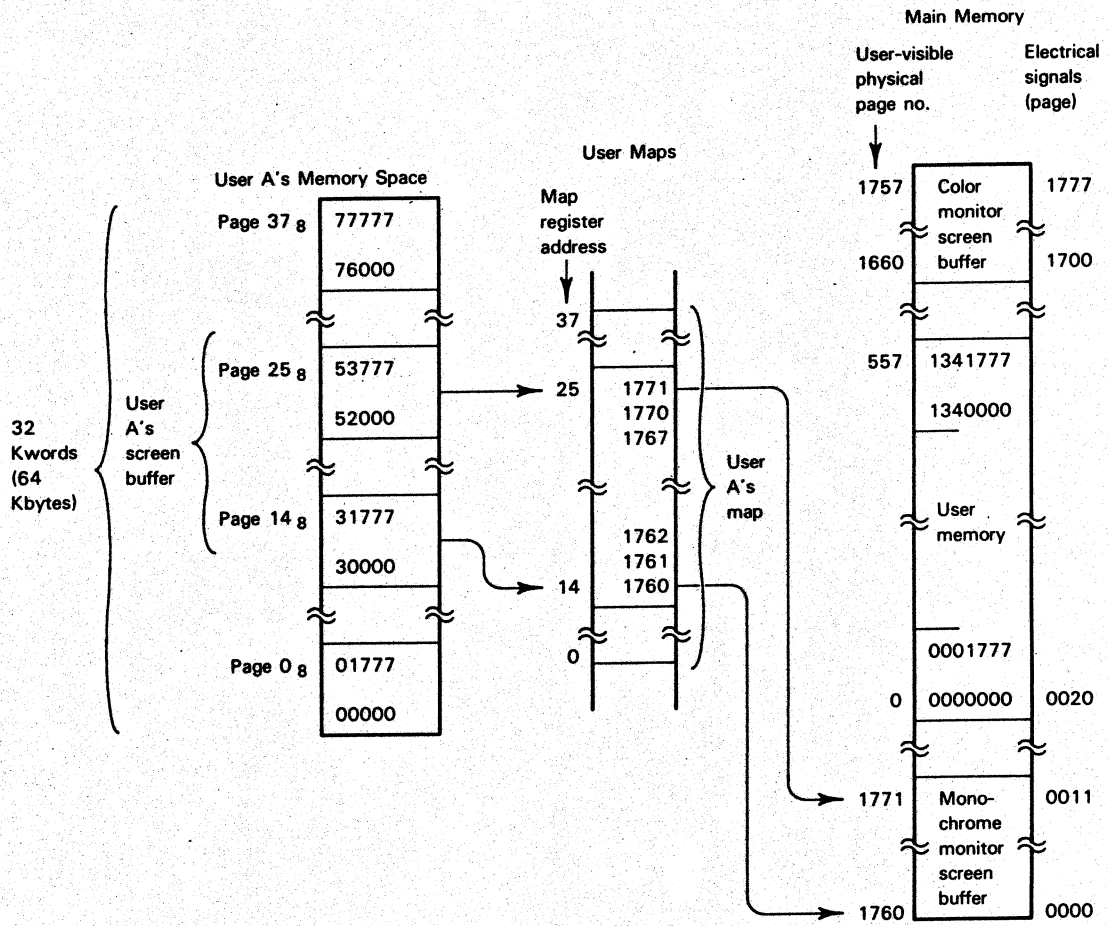 Main Memory
User-visible
physical
page no.
Electrical
signals
(page)
User Maps
User A's Memory Space
Map
register
address
32
Kwords
(64
Kbytes)
User
A's
screen
buffer
Page 37 8
77777
76000
Page 25 8
53777
52000
Page 14 8
31777
30000
Page 0 8
01777
00000
37
25
1771
1770
1767
1762
1761
14
1760
0
User
A's
map
1757
Color
monitor
screen
buffer
1777
1660
1700
557
1341777
1340000
User
memory
0001777
0
0000000
0020
1771
Mono-
chrome
monitor
screen
buffer
0011
1760
0000